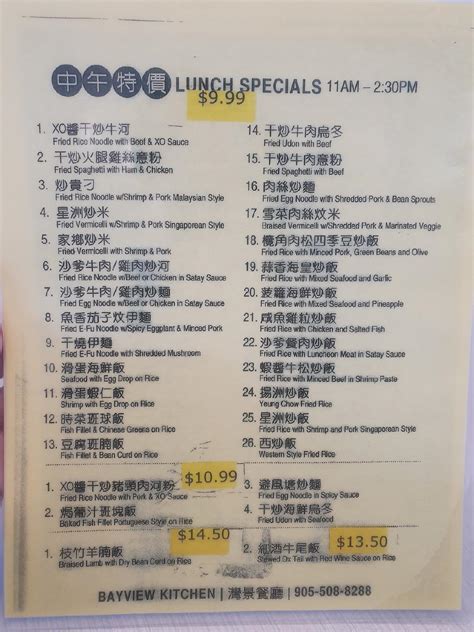 中午特價 LUNCH SPECIALS 11AM – 2:30PM
$9.99
1. XO醬干炒牛河
Fried Rice Noodle with Beef & XO Sauce
2. 干炒火腿雞絲意粉
Fried Spaghetti with Ham & Chicken
3. 炒貴刁
Fried Rice Noodle w/Shrimp & Pork Malaysian Style
4. 星洲炒米
Fried Vermicelli w/Shrimp & Pork Singaporean Style
5. 家鄉炒米
Fried Vermicelli with Shrimp & Pork
6. 沙爹牛肉/雞肉炒河
Fried Rice Noodle w/Beef or Chicken in Satay Sauce
7. 沙爹牛肉/雞肉炒麵
Fried Egg Noodle w/Beef or Chicken in Satay Sauce
8. 魚香茄子炆伊麵
Fried E-Fu Noodle w/Spicy Eggplant & Minced Pork
9. 干燒伊麵
Fried E-Fu Noodle with Shredded Mushroom
10. 滑蛋海鮮飯
Seafood with Egg Drop on Rice
11. 滑蛋蝦仁飯
Shrimp with Egg Drop on Rice
12. 時菜班球飯
Fish Fillet & Chinese Greens on Rice
13. 豆腐班腩飯
Fish Fillet & Bean Curd on Rice
14. 干炒牛肉烏冬
Fried Udon with Beef
15. 干炒牛肉意粉
Fried Spaghetti with Beef
16. 肉絲炒麵
Fried Egg Noodle with Shredded Pork & Bean Sprouts
17. 雪菜肉絲炆米
Braised Vermicelli w/Shredded Pork & Marinated Veggie
18. 欖角肉松四季豆炒飯
Fried Rice with Minced Pork, Green Beans and Olive
19. 蒜香海皇炒飯
Fried Rice with Mixed Seafood and Garlic
20. 菠蘿海鮮炒飯
Fried Rice with Mixed Seafood and Pineapple
21. 咸魚雞粒炒飯
Fried Rice with Chicken and Salted Fish
22. 沙爹餐肉炒飯
Fried Rice with Luncheon Meat in Satay Sauce
23. 蝦醬牛松炒飯
Fried Rice with Minced Beef in Shrimp Paste
24. 揚洲炒飯
Yeung Chow Fried Rice
25. 星洲炒飯
Fried Rice with Shrimp and Pork Singaporean Style
26. 西炒飯
Western Style Fried Rice
$10.99
1. XO醬干炒豬頸肉河粉
Fried Rice Noodle with Pork & XO Sauce
2. 焗葡汁班塊飯
Baked Fish Fillet Portuguese Style on Rice
3. 避風塘炒麵
Fried Egg Noodle in Spicy Sauce
4. 干炒海鮮烏冬
Fried Udon with Seafood
$14.50
1. 枝竹羊腩飯
Braised Lamb with Dry Bean Curd on Rice
$13.50
2. 紅酒牛尾飯
Stewed Ox Tail with Red Wine Sauce on Rice
BAYVIEW KITCHEN | 灣景餐廳 | 905-508-8288